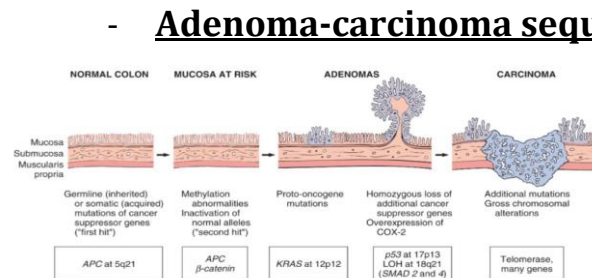 - Adenoma-carcinoma sequ
NORMAL COLON
MUCOSA AT RISK
ADENOMAS
CARCINOMA
Mucosa
Submucosa
Muscularis
propria
Germline (inherited)
or somatic (acquired)
mutations of cancer
suppressor genes
("first hit")
Methylation
abnormalities
Inactivation of
normal alleles
("second hit")
Proto-oncogene
mutations
Homozygous loss of
additional cancer
suppressor genes
Overexpression of
COX-2
Additional mutations
Gross chromosomal
alterations
APC at 5q21
APC
β-catenin
KRAS at 12p12
p53 at 17p13
LOH at 18q21
(SMAD 2 and 4)
Telomerase,
many genes